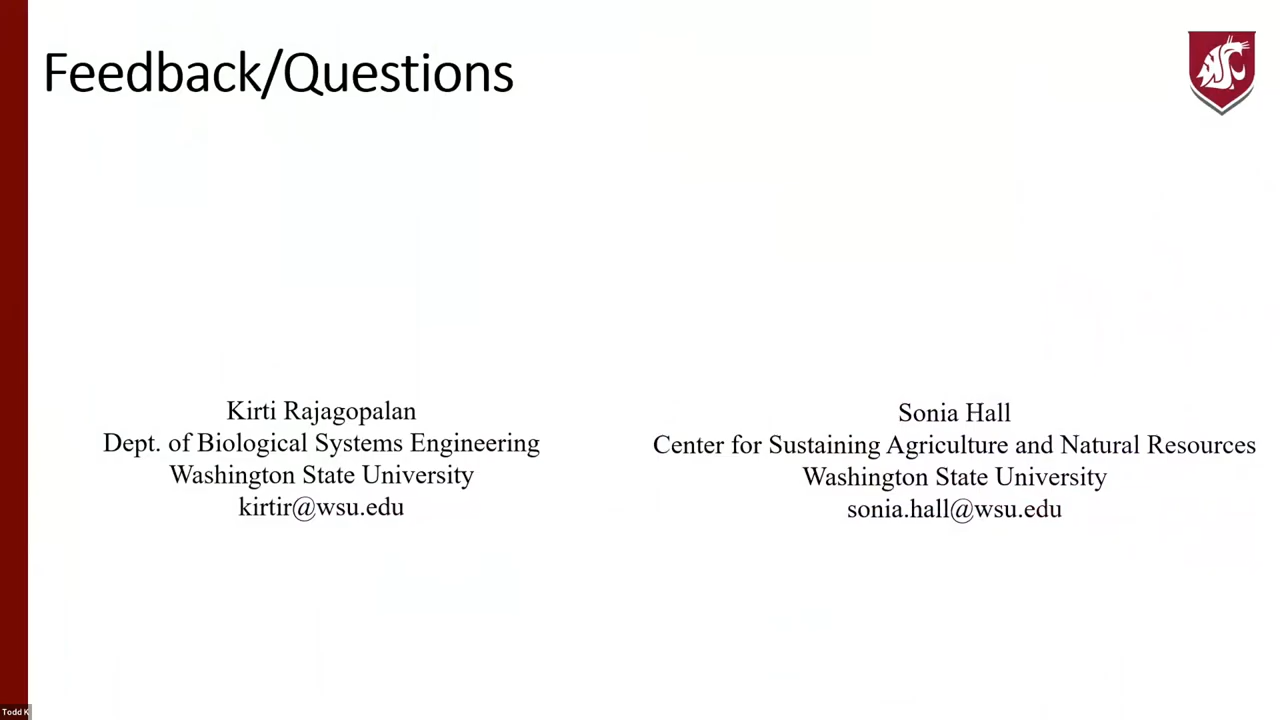 Feedback/Questions
Kirti Rajagopalan
Dept. of Biological Systems Engineering
Washington State University
kirtir@wsu.edu
Sonia Hall
Center for Sustaining Agriculture and Natural Resources
Washington State University
sonia.hall@wsu.edu
Todd K